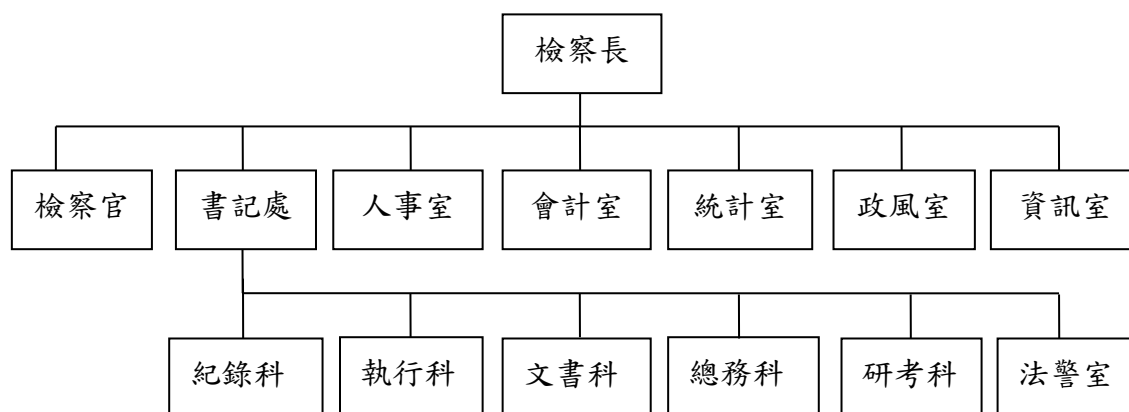 檢察長
檢察官
書記處
人事室
會計室
統計室
政風室
資訊室
紀錄科
執行科
文書科
總務科
研考科
法警室